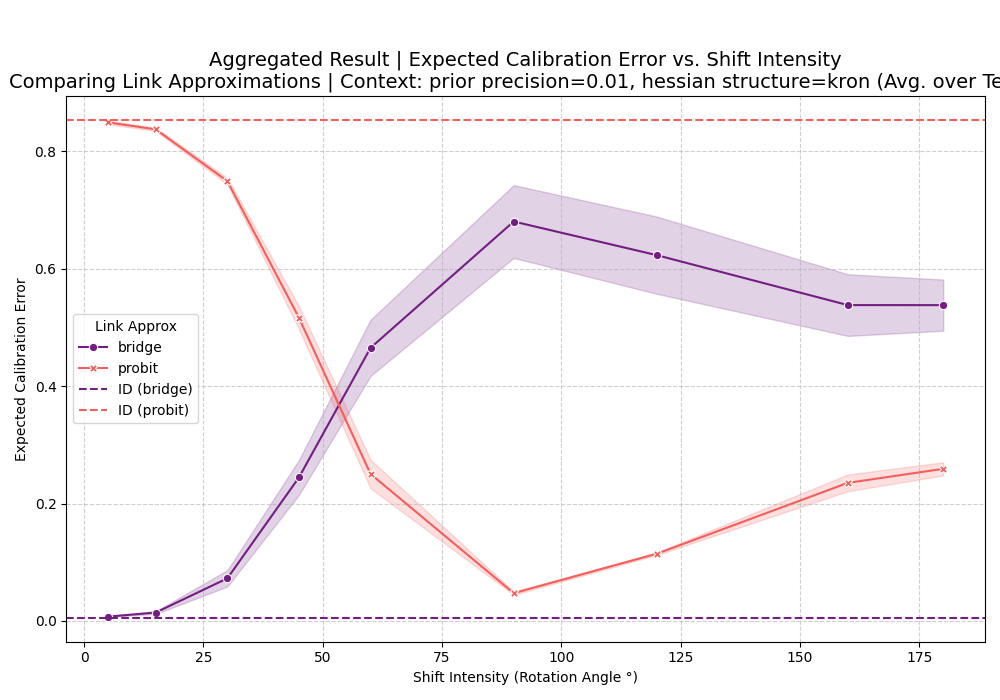 Aggregated Result | Expected Calibration Error vs. Shift Intensity
Comparing Link Approximations | Context: prior precision=0.01, hessian structure=kron (Avg. over Te
Expected Calibration Error
0.8
0.6
0.4
0.2
0.0
Link Approx
bridge
probit
ID (bridge)
ID (probit)
0 25 50 75 100 125 150 175
Shift Intensity (Rotation Angle °)